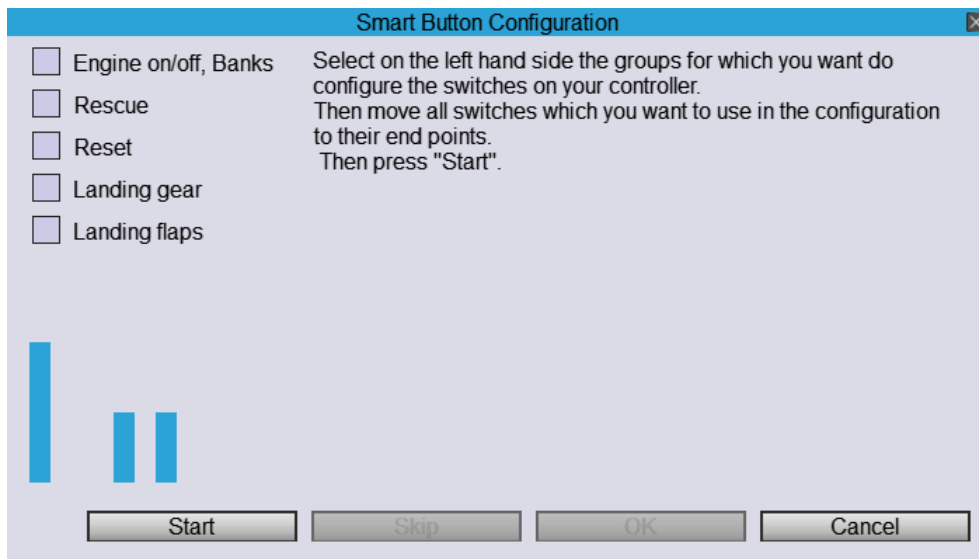 Smart Button Configuration
Engine on/off, Banks
Rescue
Reset
Landing gear
Landing flaps
Select on the left hand side the groups for which you want do
configure the switches on your controller.
Then move all switches which you want to use in the configuration
to their end points.
Then press "Start".
Start
Skip
OK
Cancel